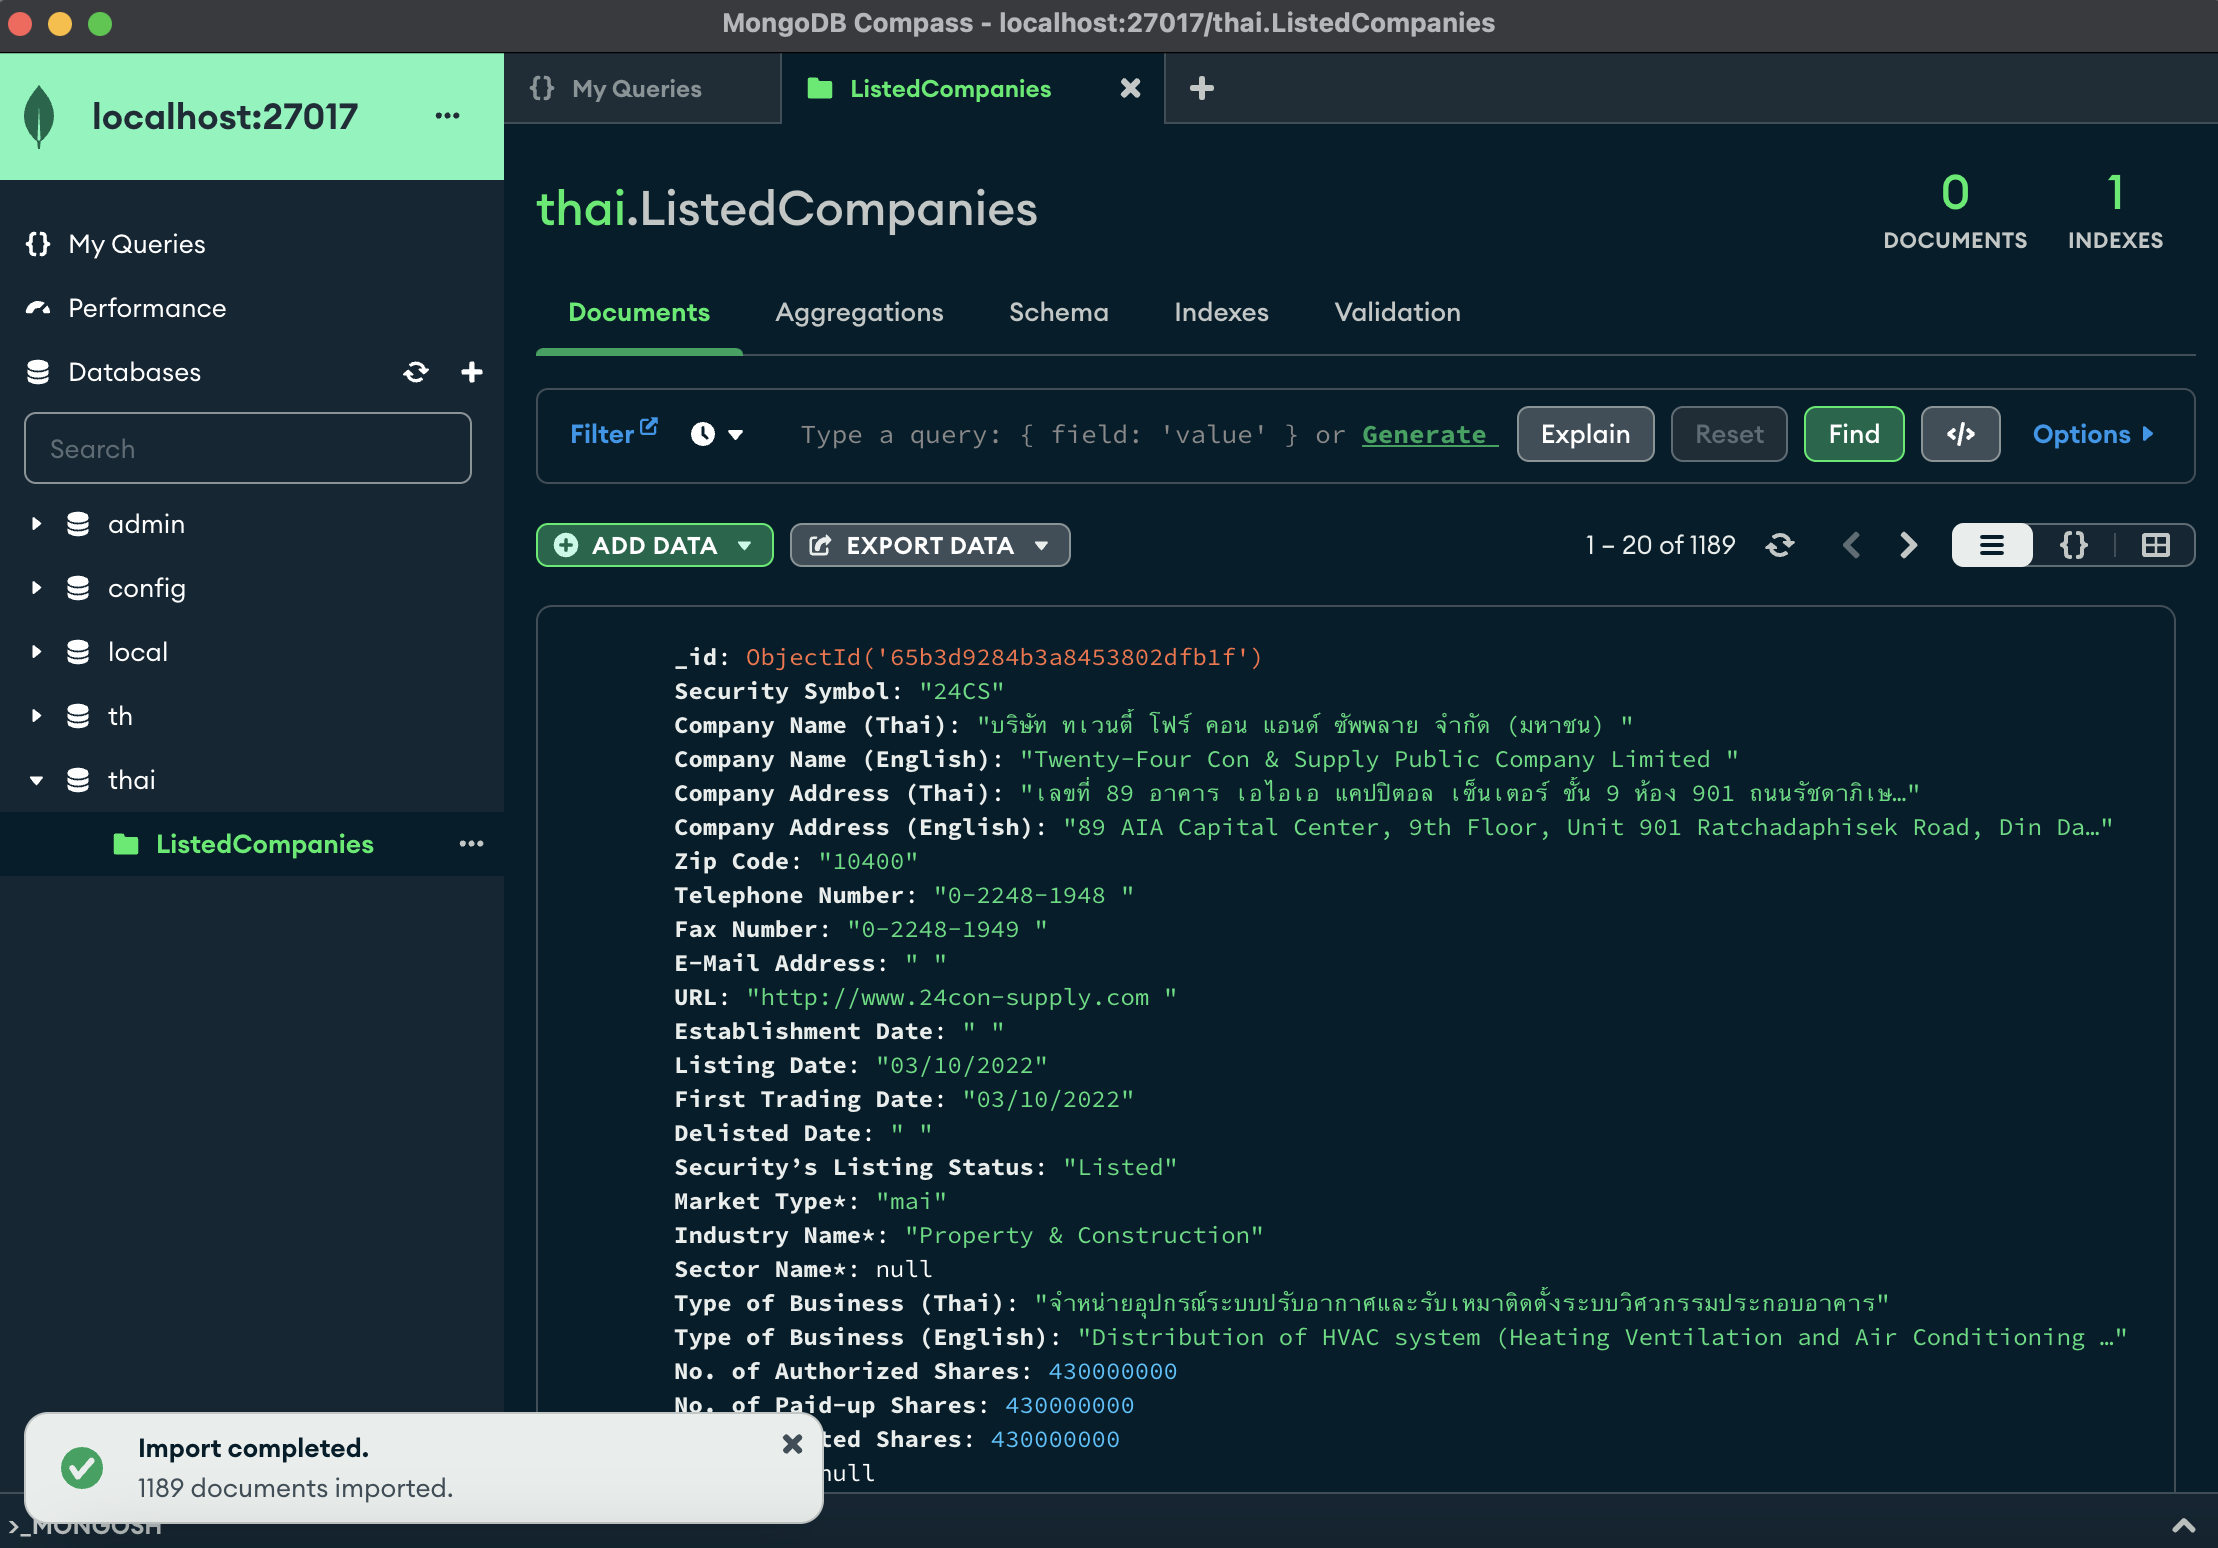 MongoDB Compass - localhost:27017/thai.ListedCompanies
localhost:27017
My Queries
Performance
Databases
Search
admin
config
local
th
thai
ListedCompanies
My Queries
ListedCompanies
thai.ListedCompanies
0
DOCUMENTS
1
INDEXES
Documents
Aggregations
Schema
Indexes
Validation
Filter
Type a query: { field: 'value' } or Generate
Explain
Reset
Find
</>
Options
ADD DATA
EXPORT DATA
1 – 20 of 1189
{}
_id: ObjectId('65b3d9284b3a8453802dfb1f')
Security Symbol: "24CS"
Company Name (Thai): "บริษัท ทเวนตี้ โฟร์ คอน แอนด์ ซัพพลาย จำกัด (มหาชน) "
Company Name (English): "Twenty-Four Con & Supply Public Company Limited "
Company Address (Thai): "เลขที่ 89 อาคาร เอไอเอ แคปปิตอล เซ็นเตอร์ ชั้น 9 ห้อง 901 ถนนรัชดาภิเษ…"
Company Address (English): "89 AIA Capital Center, 9th Floor, Unit 901 Ratchadaphisek Road, Din Da…"
Zip Code: "10400"
Telephone Number: "0-2248-1948 "
Fax Number: "0-2248-1949 "
E-Mail Address: " "
URL: "http://www.24con-supply.com "
Establishment Date: " "
Listing Date: "03/10/2022"
First Trading Date: "03/10/2022"
Delisted Date: " "
Security’s Listing Status: "Listed"
Market Type*: "mai"
Industry Name*: "Property & Construction"
Sector Name*: null
Type of Business (Thai): "จำหน่ายอุปกรณ์ระบบปรับอากาศและรับเหมาติดตั้งระบบวิศวกรรมประกอบอาคาร"
Type of Business (English): "Distribution of HVAC system (Heating Ventilation and Air Conditioning …"
No. of Authorized Shares: 430000000
No. of Paid-up Shares: 430000000
ted Shares: 430000000
null
Import completed.
1189 documents imported.
>_MONGOSH